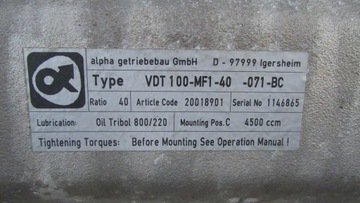 alpha getriebebau GmbH D - 97999 Igersheim
Type VDT 100-MF1-40 -071-BC
Ratio 40 Article Code 20018901 Serial No 1146865
Lubrication: Oil Tribol 800/220 Mounting Pos. C 4500 ccm
Tightening Torques: Before Mounting See Operation Manual !